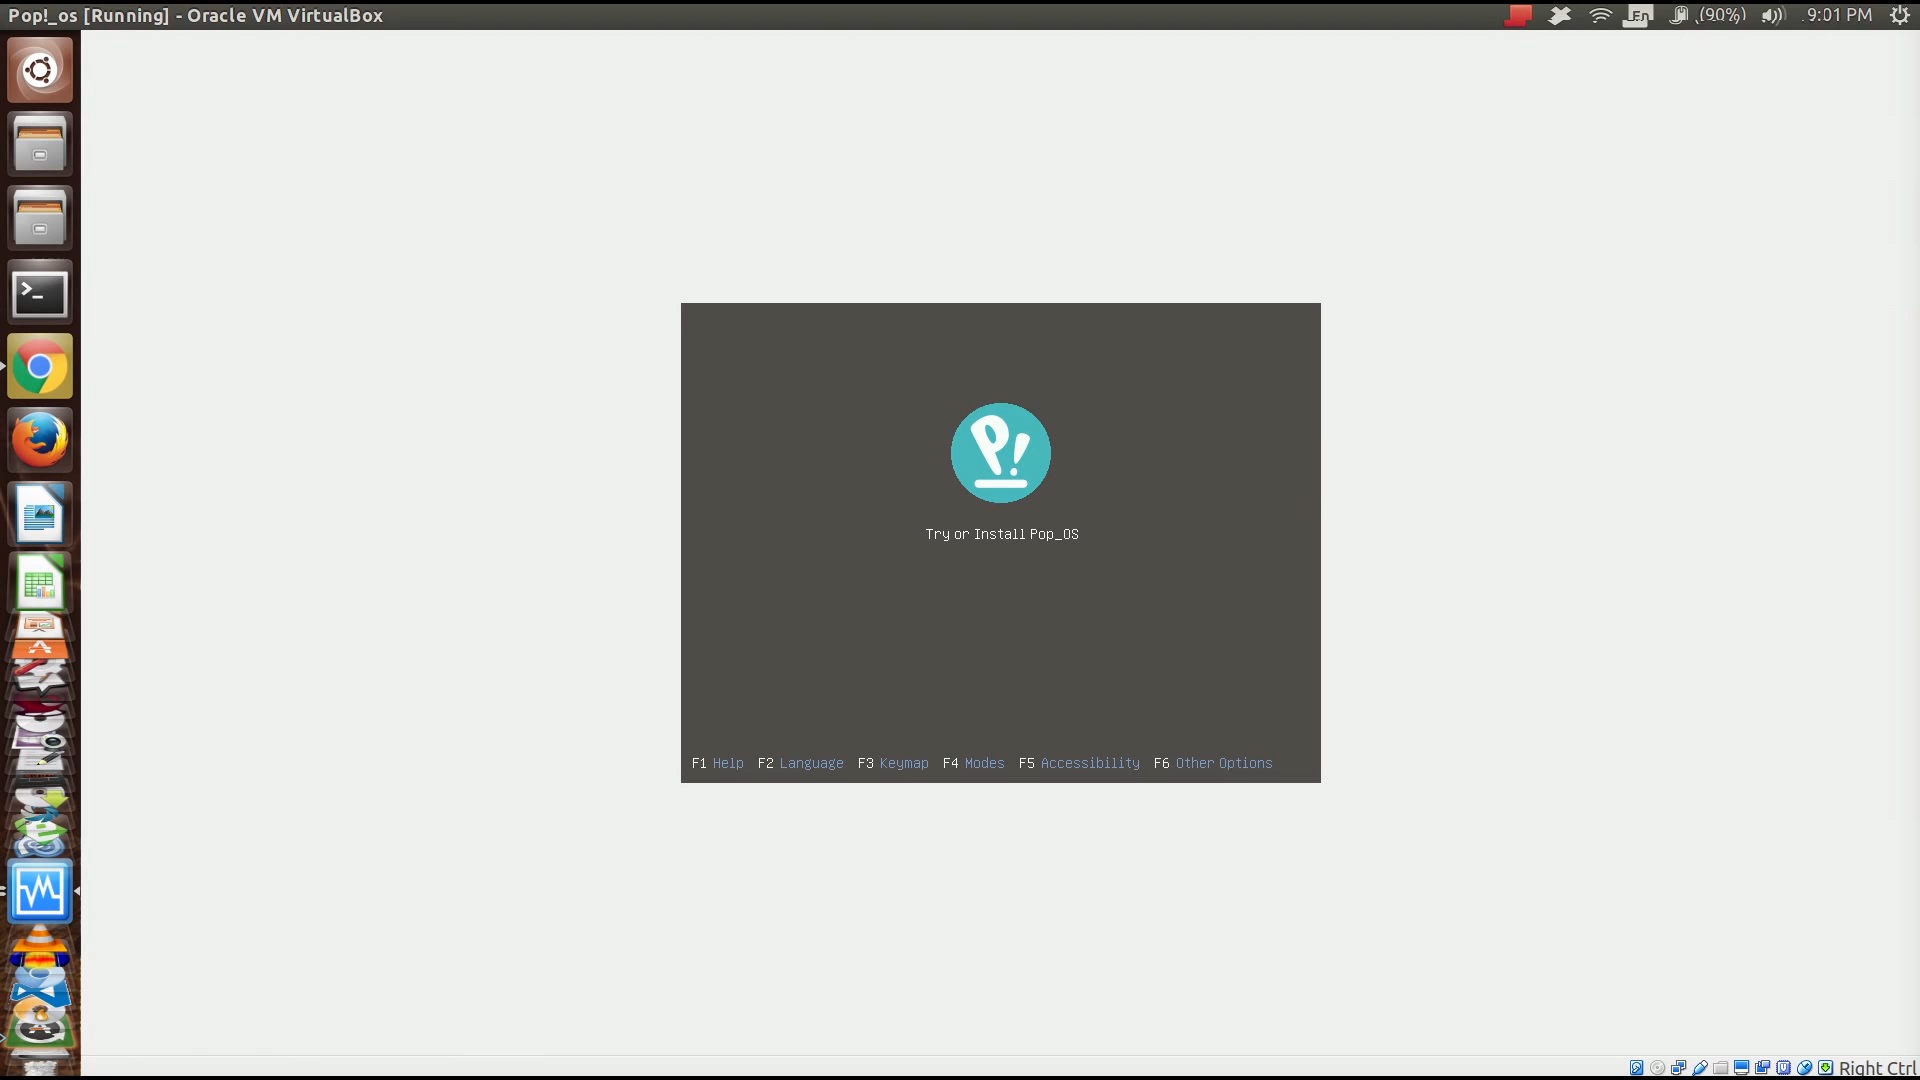 Pop!_os [Running] - Oracle VM VirtualBox
En (90%) 9:01 PM
P!
Try or Install Pop_OS
F1 Help F2 Language F3 Keymap F4 Modes F5 Accessibility F6 Other Options
Right Ctrl